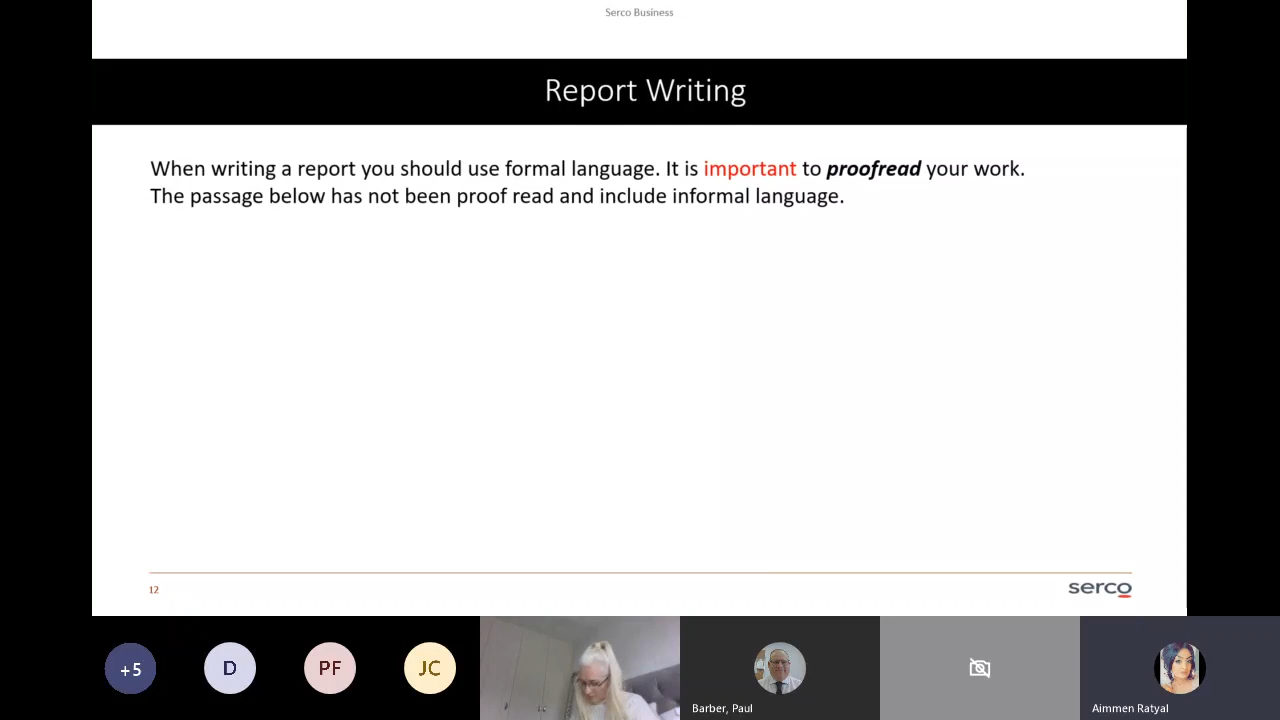 Serco Business
Report Writing
When writing a report you should use formal language. It is important to proofread your work.
The passage below has not been proof read and include informal language.
12
serco
+5
D
PF
JC
Barber, Paul
Aimmen Ratyal